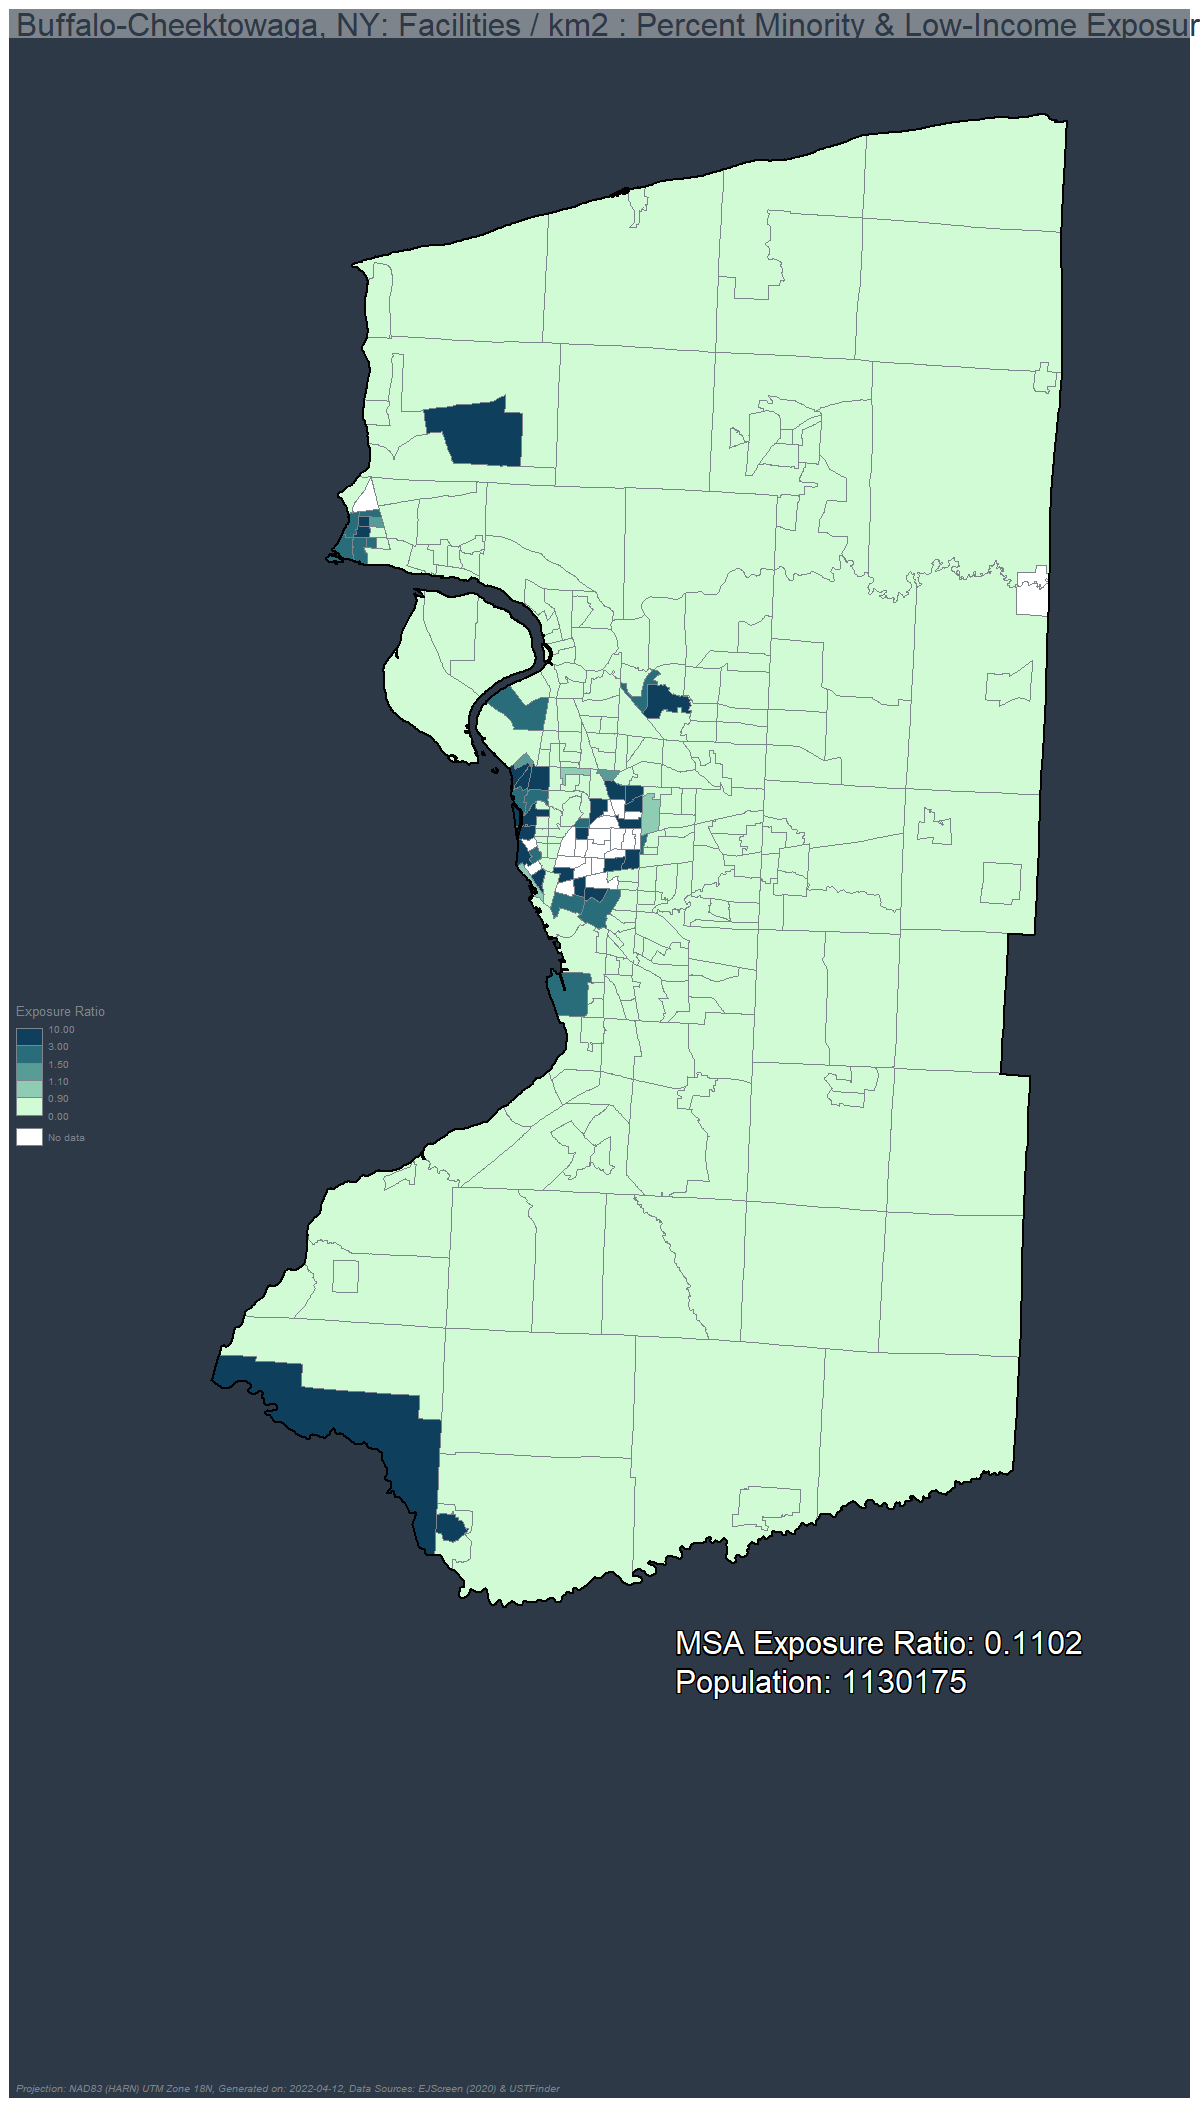 Buffalo-Cheektowaga, NY: Facilities / km2 : Percent Minority & Low-Income Exposur
Exposure Ratio
10.00
3.00
1.50
1.10
0.90
0.00
No data
MSA Exposure Ratio: 0.1102
Population: 1130175
Projection: NAD83 (HARN) UTM Zone 18N, Generated on: 2022-04-12, Data Sources: EJScreen (2020) & USTFinder